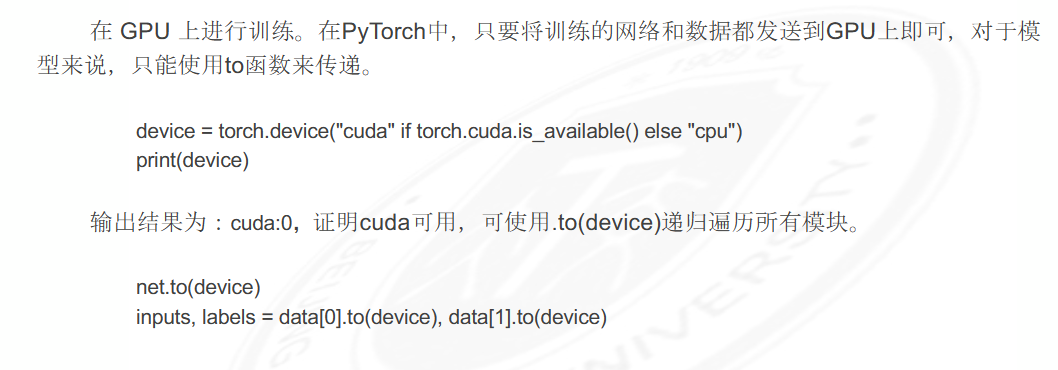 在 GPU 上进行训练。在PyTorch中，只要将训练的网络和数据都发送到GPU上即可，对于模
型来说，只能使用to函数来传递。
device = torch.device("cuda" if torch.cuda.is_available() else "cpu")
print(device)
输出结果为：cuda:0，证明cuda可用，可使用.to(device)递归遍历所有模块。
net.to(device)
inputs, labels = data[0].to(device), data[1].to(device)
UNIVERSITY